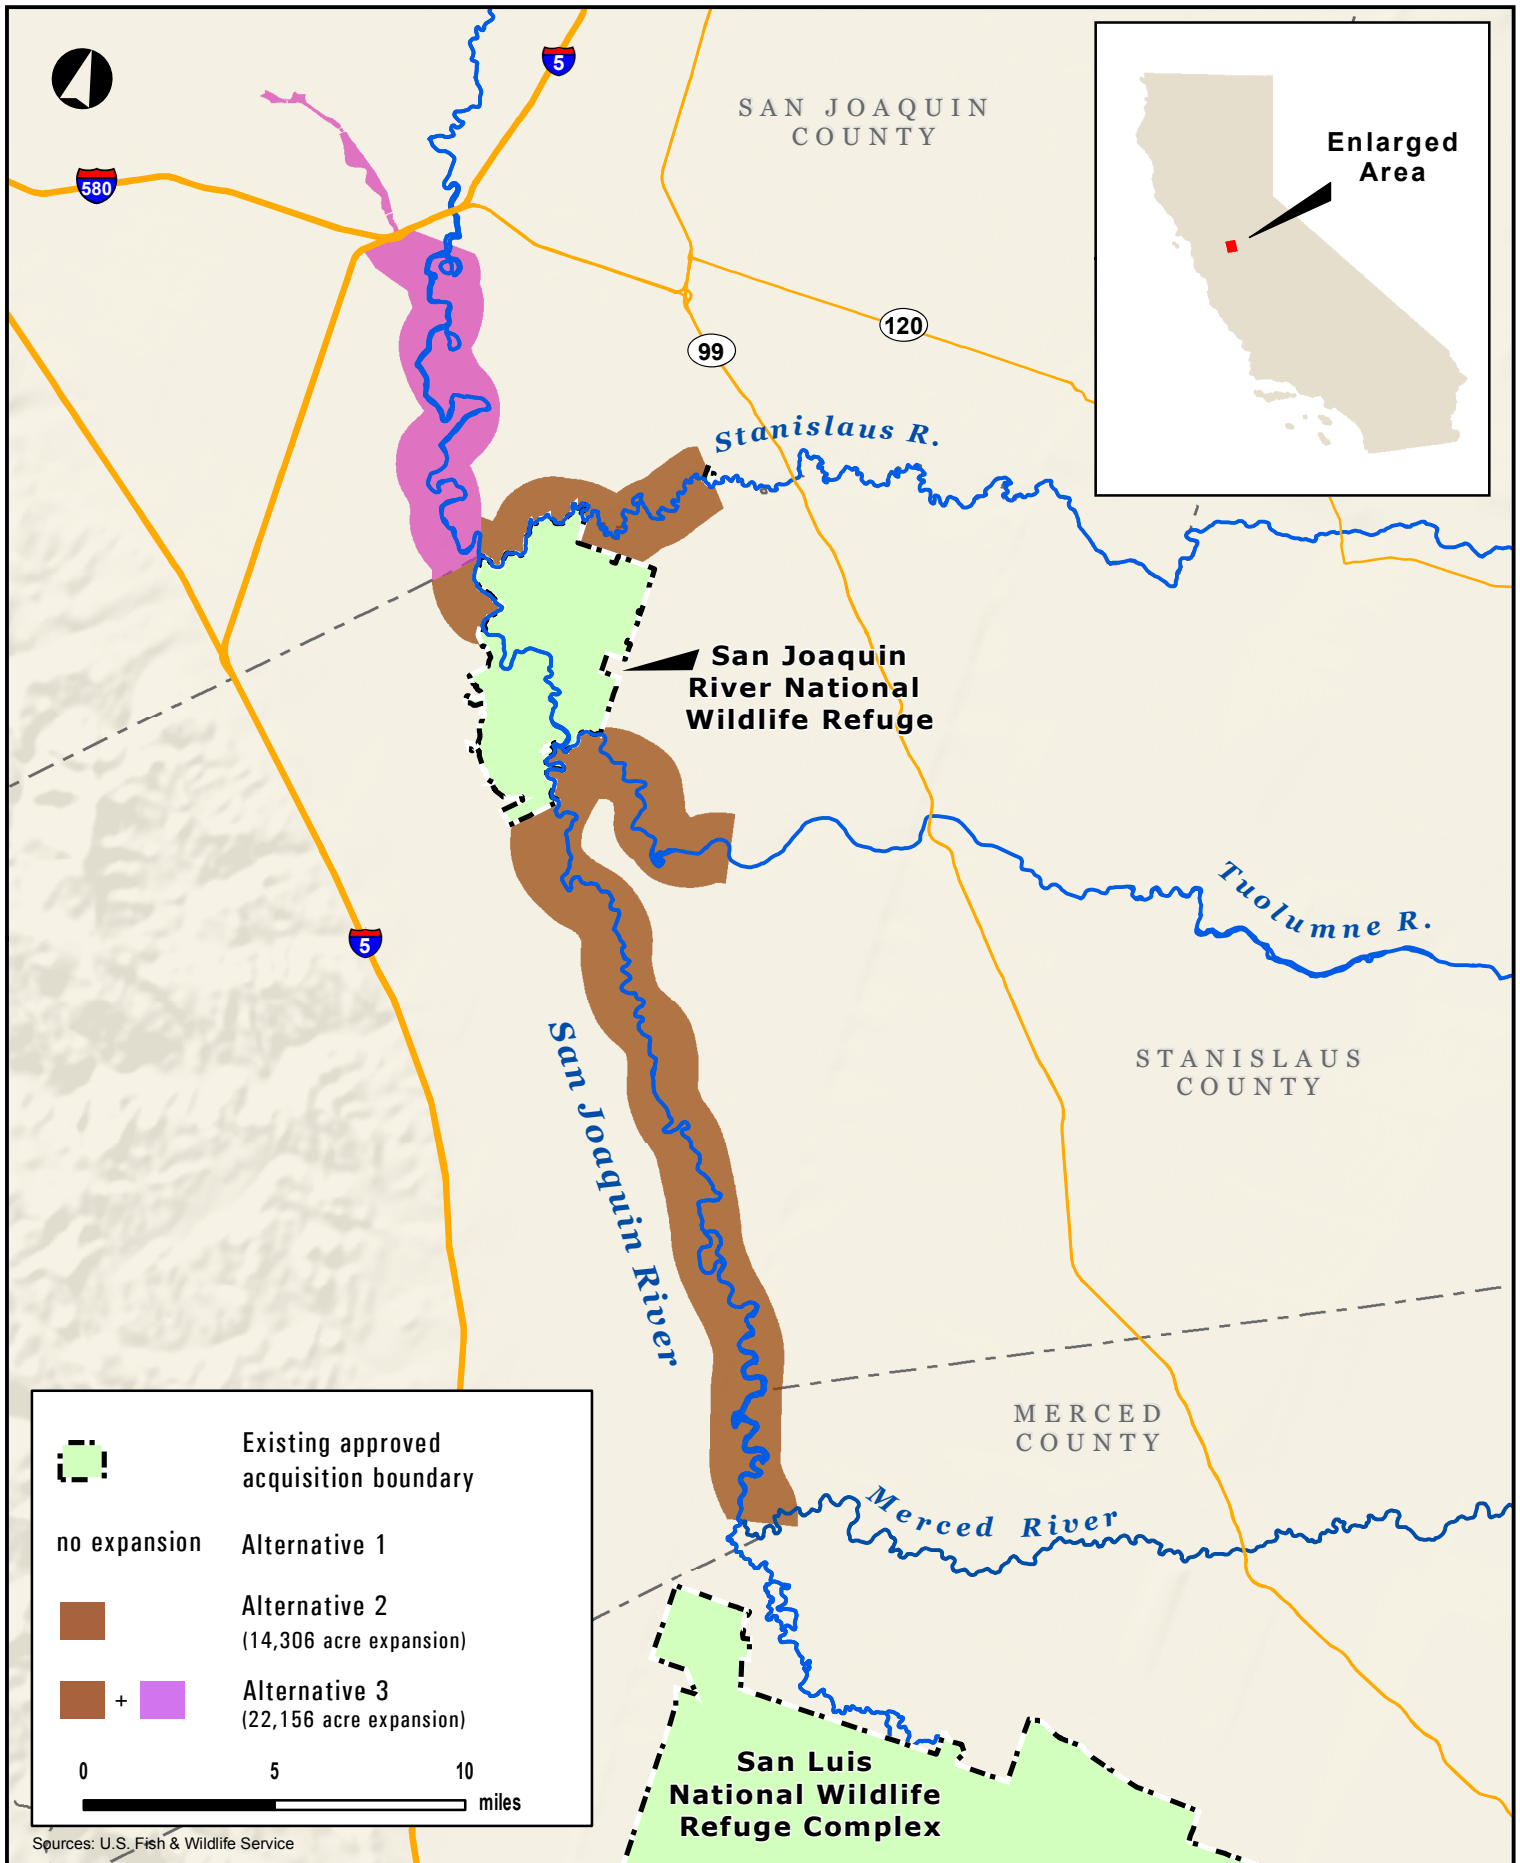 5
580
SAN JOAQUIN
COUNTY
Enlarged
Area
120
99
Stanislaus R.
San Joaquin
River National
Wildlife Refuge
Tuolumne R.
5
San Joaquin River
STANISLAUS
COUNTY
MERCED
COUNTY
Merced River
Existing approved
acquisition boundary
no expansion Alternative 1
Alternative 2
(14,306 acre expansion)
+ Alternative 3
(22,156 acre expansion)
0 5 10
miles
San Luis
National Wildlife
Refuge Complex
Sources: U.S. Fish & Wildlife Service